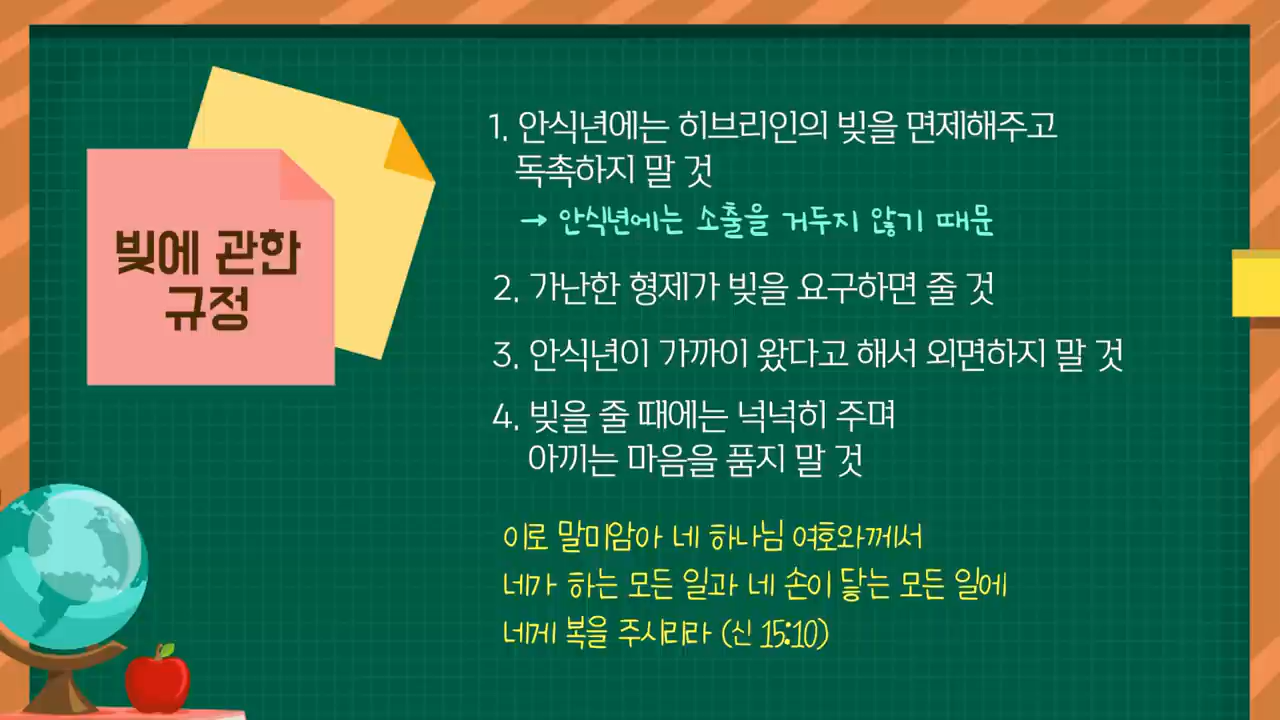 빚에 관한
규정
1. 안식년에는 히브리인의 빚을 면제해주고
독촉하지 말 것
→ 안식년에는 소출을 거두지 않기 때문
2. 가난한 형제가 빚을 요구하면 줄 것
3. 안식년이 가까이 왔다고 해서 외면하지 말 것
4. 빚을 줄 때에는 넉넉히 주며
아끼는 마음을 품지 말 것
이로 말미암아 네 하나님 여호와께서
네가 하는 모든 일과 네 손이 닿는 모든 일에
네게 복을 주시리라 (신 15:10)